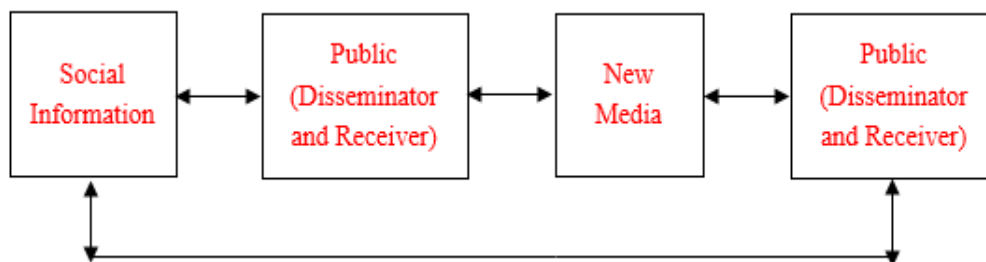 Social
Information
Public
(Disseminator
and Receiver)
New
Media
Public
(Disseminator
and Receiver)